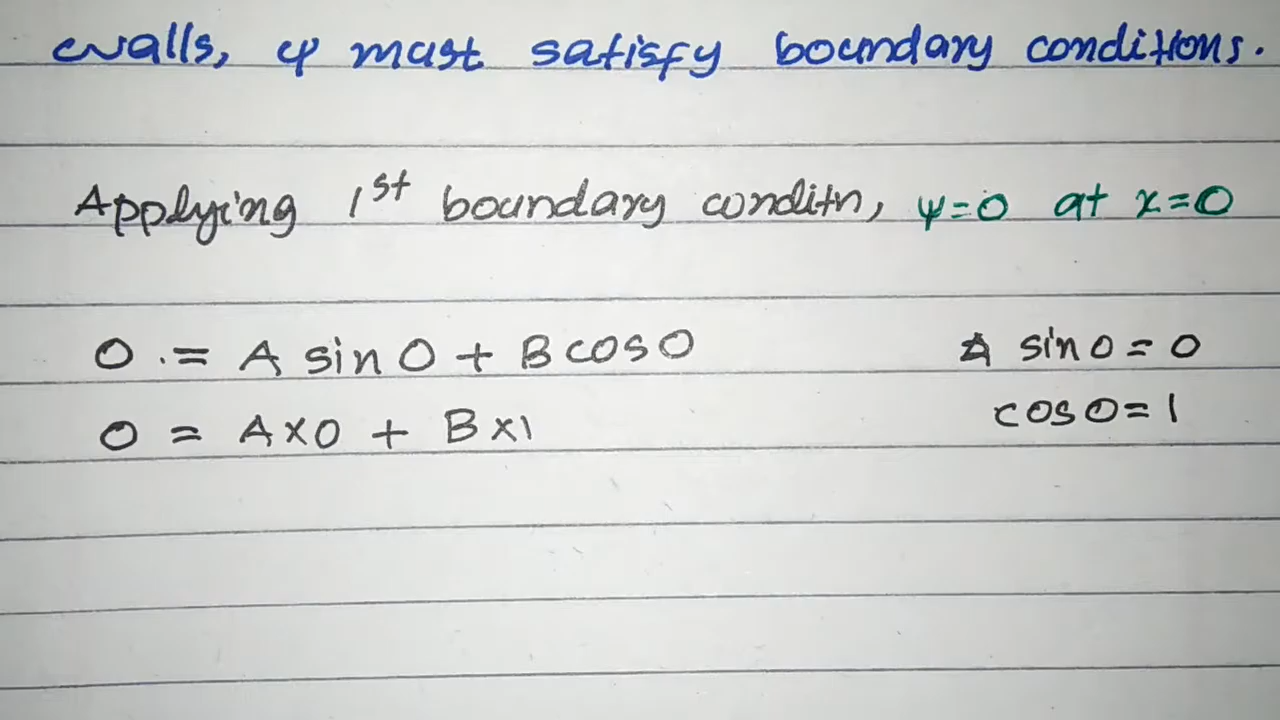 walls, ψ must satisfy boundary conditions.
Applying 1st boundary conditn, ψ=0 at x=0
0 = A sin 0 + B cos 0
sin 0 = 0
0 = A×0 + B×1
cos 0 = 1